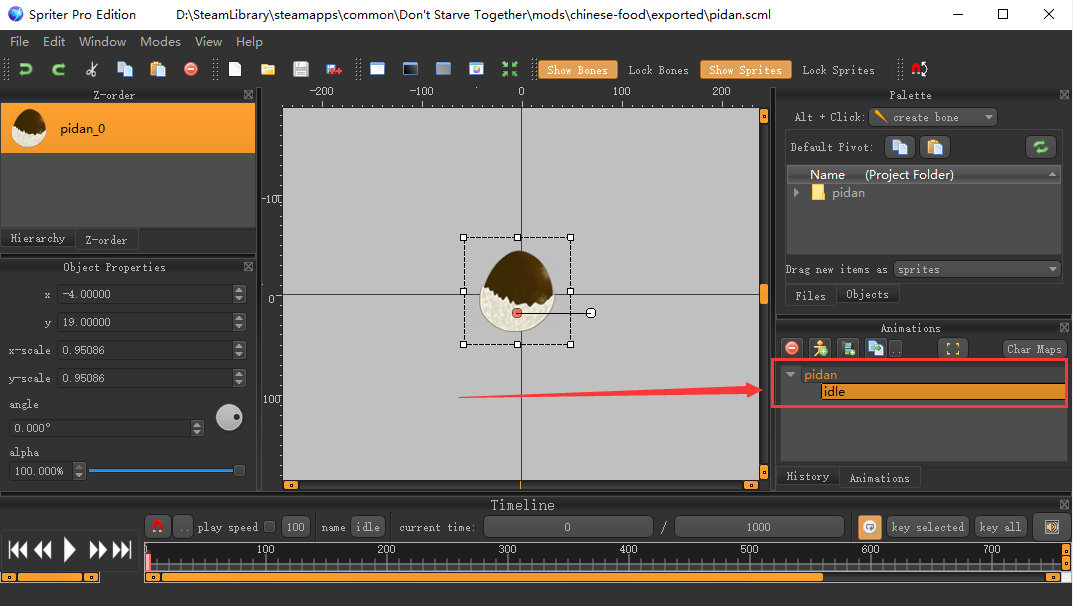 Spriter Pro Edition D:\SteamLibrary\steamapps\common\Don't Starve Together\mods\chinese-food\exported\pidan.scml
File Edit Window Modes View Help
Show Bones Lock Bones Show Sprites Lock Sprites
Z-order
pidan_0
Hierarchy Z-order
Object Properties
x -4.00000
y 19.00000
x-scale 0.95086
y-scale 0.95086
angle
0.000°
alpha
100.000%
-200 -100 0 100 200
-100
0
100
Palette
Alt + Click: create bone
Default Pivot:
Name (Project Folder)
pidan
Drag new items as sprites
Files Objects
Animations
.. Char Maps
pidan
idle
History Animations
Timeline
.. play speed 100 name idle current time: 0 / 1000 key selected key all
0 100 200 300 400 500 600 700